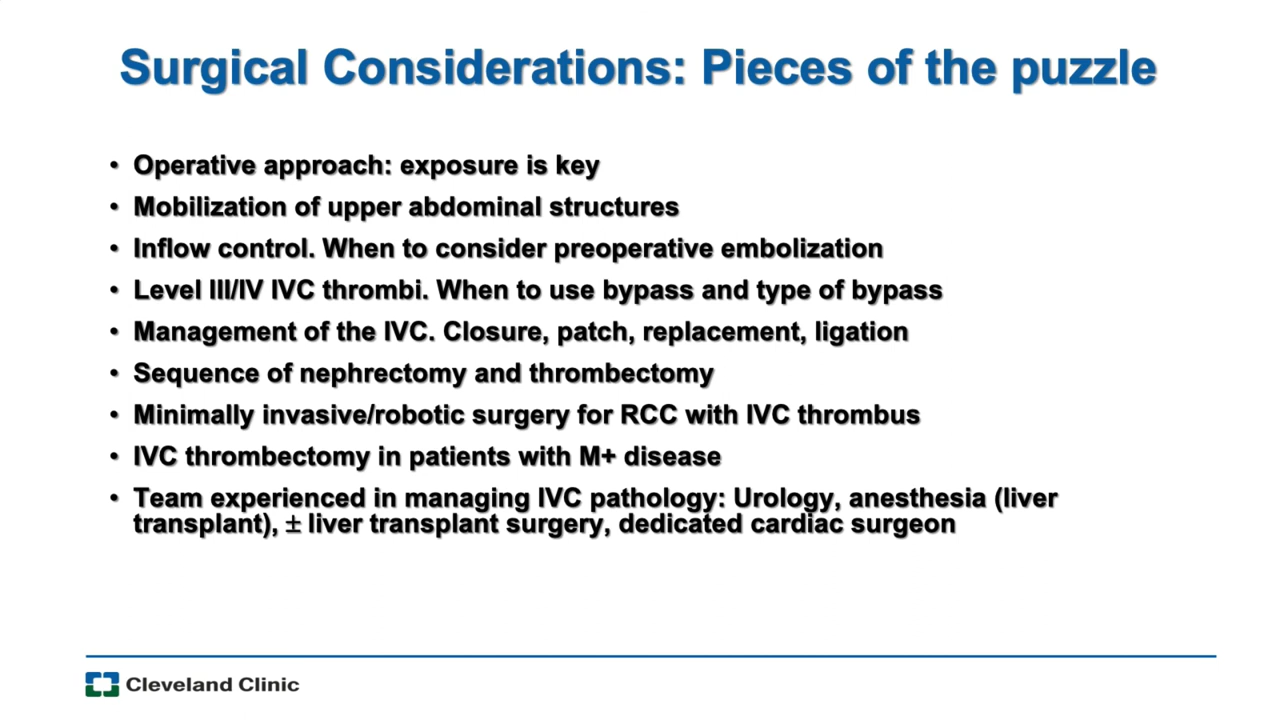 Surgical Considerations: Pieces of the puzzle
• Operative approach: exposure is key
• Mobilization of upper abdominal structures
• Inflow control. When to consider preoperative embolization
• Level III/IV IVC thrombi. When to use bypass and type of bypass
• Management of the IVC. Closure, patch, replacement, ligation
• Sequence of nephrectomy and thrombectomy
• Minimally invasive/robotic surgery for RCC with IVC thrombus
• IVC thrombectomy in patients with M+ disease
• Team experienced in managing IVC pathology: Urology, anesthesia (liver
transplant), ± liver transplant surgery, dedicated cardiac surgeon
Cleveland Clinic